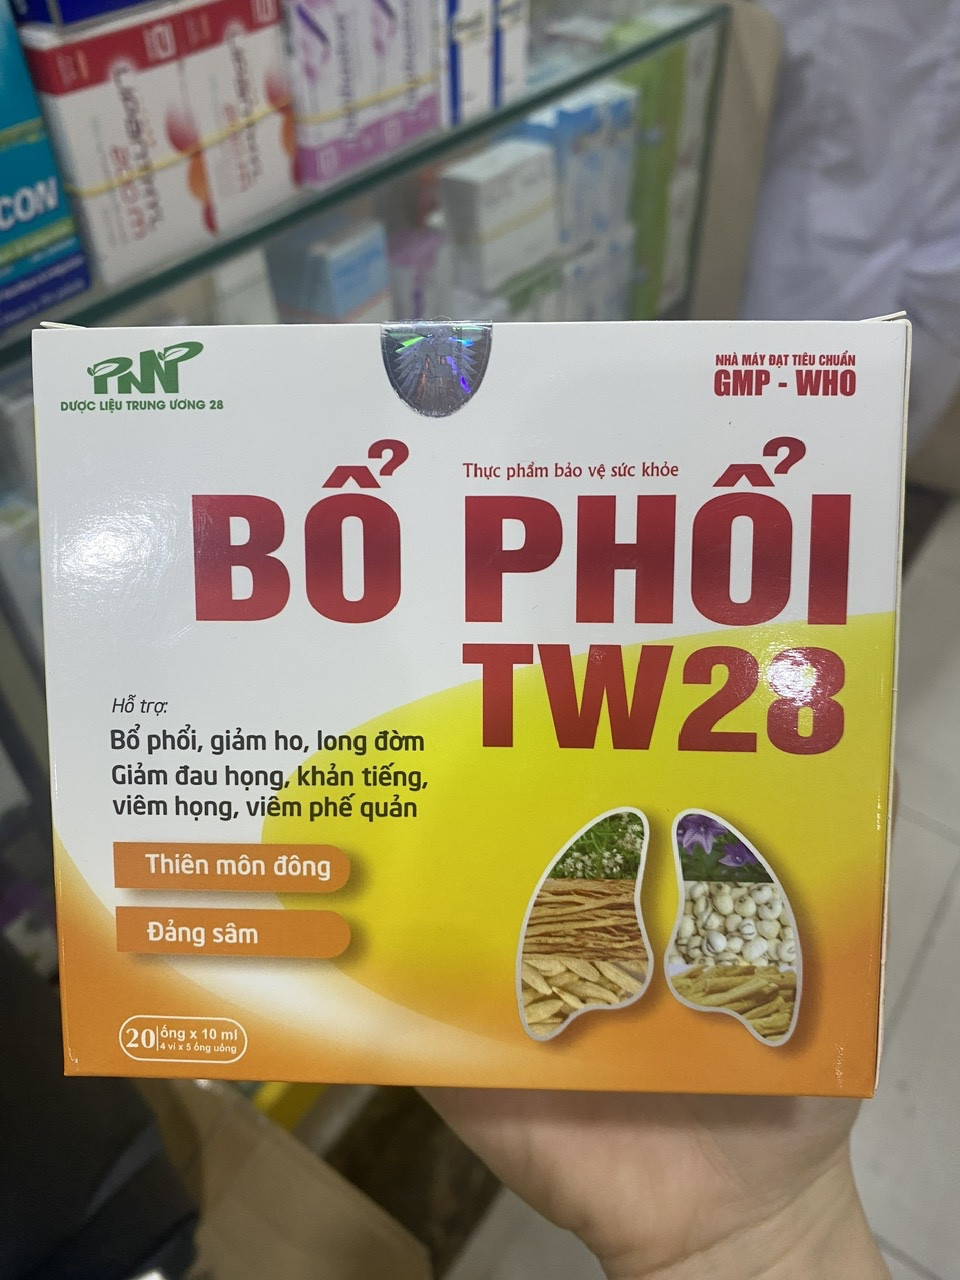 CON
PNP
DƯỢC LIỆU TRUNG ƯƠNG 28
NHÀ MÁY ĐẠT TIÊU CHUẨN
GMP - WHO
Thực phẩm bảo vệ sức khỏe
BỔ PHỔI
TW28
Hỗ trợ:
Bổ phổi, giảm ho, long đờm
Giảm đau họng, khản tiếng,
viêm họng, viêm phế quản
Thiên môn đông
Đảng sâm
20 ống x 10 ml
4 vỉ x 5 ống uống